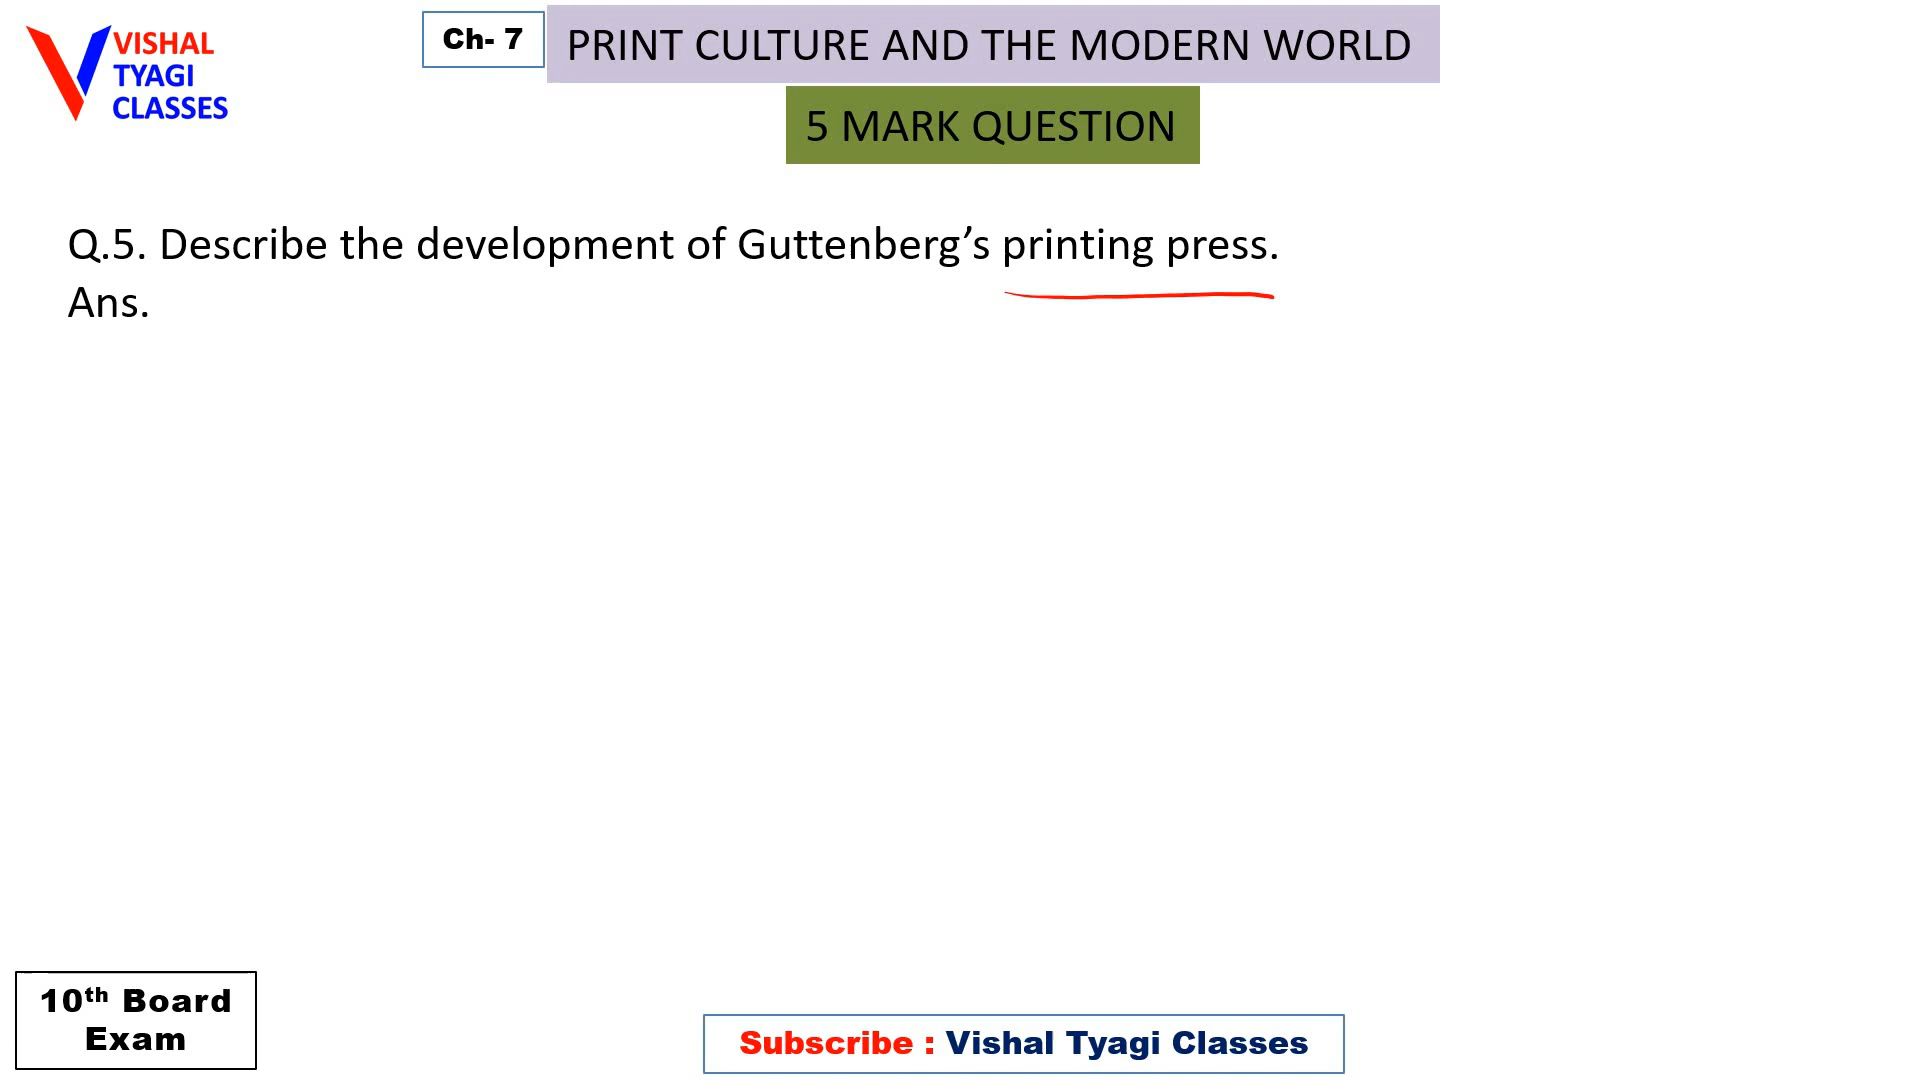 VISHAL
TYAGI
CLASSES
Ch- 7
PRINT CULTURE AND THE MODERN WORLD
5 MARK QUESTION
Q.5. Describe the development of Guttenberg’s printing press.
Ans.
10th Board
Exam
Subscribe : Vishal Tyagi Classes